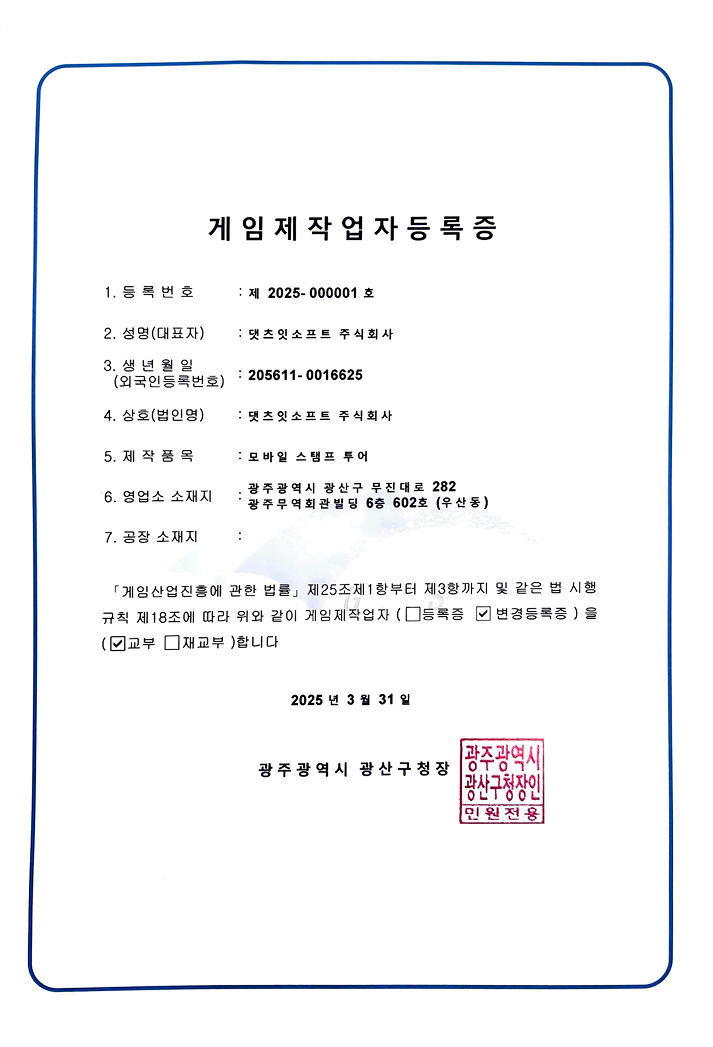 게임제작업자등록증
1. 등 록 번 호 : 제 2025-000001 호
2. 성명(대표자) : 댓츠잇소프트 주식회사
3. 생 년 월 일
(외국인등록번호) : 205611-0016625
4. 상호(법인명) : 댓츠잇소프트 주식회사
5. 제 작 품 목 : 모바일 스탬프 투어
6. 영업소 소재지 : 광주광역시 광산구 무진대로 282
광주무역회관빌딩 6층 602호 (우산동)
7. 공장 소재지 :
「게임산업진흥에 관한 법률」제25조제1항부터 제3항까지 및 같은 법 시행
규칙 제18조에 따라 위와 같이 게임제작업자 ( □등록증 ☑변경등록증 ) 을
( ☑교부 □재교부 )합니다
2025 년 3 월 31 일
광주광역시 광산구청장
광주광역시
광산구청장인
민원전용